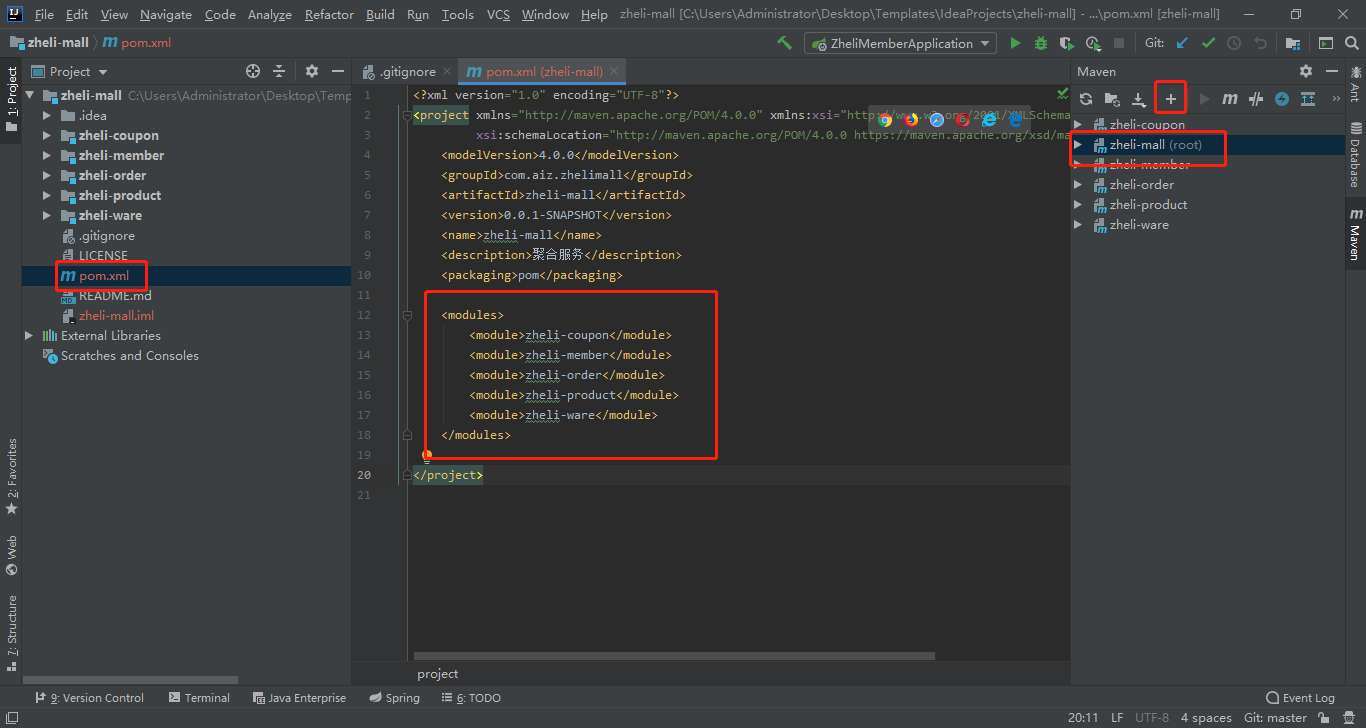 File Edit View Navigate Code Analyze Refactor Build Run Tools VCS Window Help zheli-mall [C:\Users\Administrator\Desktop\Templates\IdeaProjects\zheli-mall] - ...\pom.xml [zheli-mall]
zheli-mall m pom.xml ZheliMemberApplication Git:
1: Project
Project
.gitignore
m pom.xml (zheli-mall)
Maven
zheli-mall C:\Users\Administrator\Desktop\Temp
.idea
zheli-coupon
zheli-member
zheli-order
zheli-product
zheli-ware
.gitignore
LICENSE
m pom.xml
README.md
zheli-mall.iml
External Libraries
Scratches and Consoles
1 <?xml version="1.0" encoding="UTF-8"?>
2 <project xmlns="http://maven.apache.org/POM/4.0.0" xmlns:xsi="http://www.w3.org/2001/XMLSchema
3 xsi:schemaLocation="http://maven.apache.org/POM/4.0.0 https://maven.apache.org/xsd/ma
4 <modelVersion>4.0.0</modelVersion>
5 <groupId>com.aiz.zhelimall</groupId>
6 <artifactId>zheli-mall</artifactId>
7 <version>0.0.1-SNAPSHOT</version>
8 <name>zheli-mall</name>
9 <description>聚合服务</description>
10 <packaging>pom</packaging>
11
12 <modules>
13 <module>zheli-coupon</module>
14 <module>zheli-member</module>
15 <module>zheli-order</module>
16 <module>zheli-product</module>
17 <module>zheli-ware</module>
18 </modules>
19
20 </project>
21
project
zheli-coupon
zheli-mall (root)
zheli-member
zheli-order
zheli-product
zheli-ware
Ant
Database
m Maven
2: Favorites
Web
7: Structure
9: Version Control Terminal Java Enterprise Spring 6: TODO Event Log
20:11 LF UTF-8 4 spaces Git: master